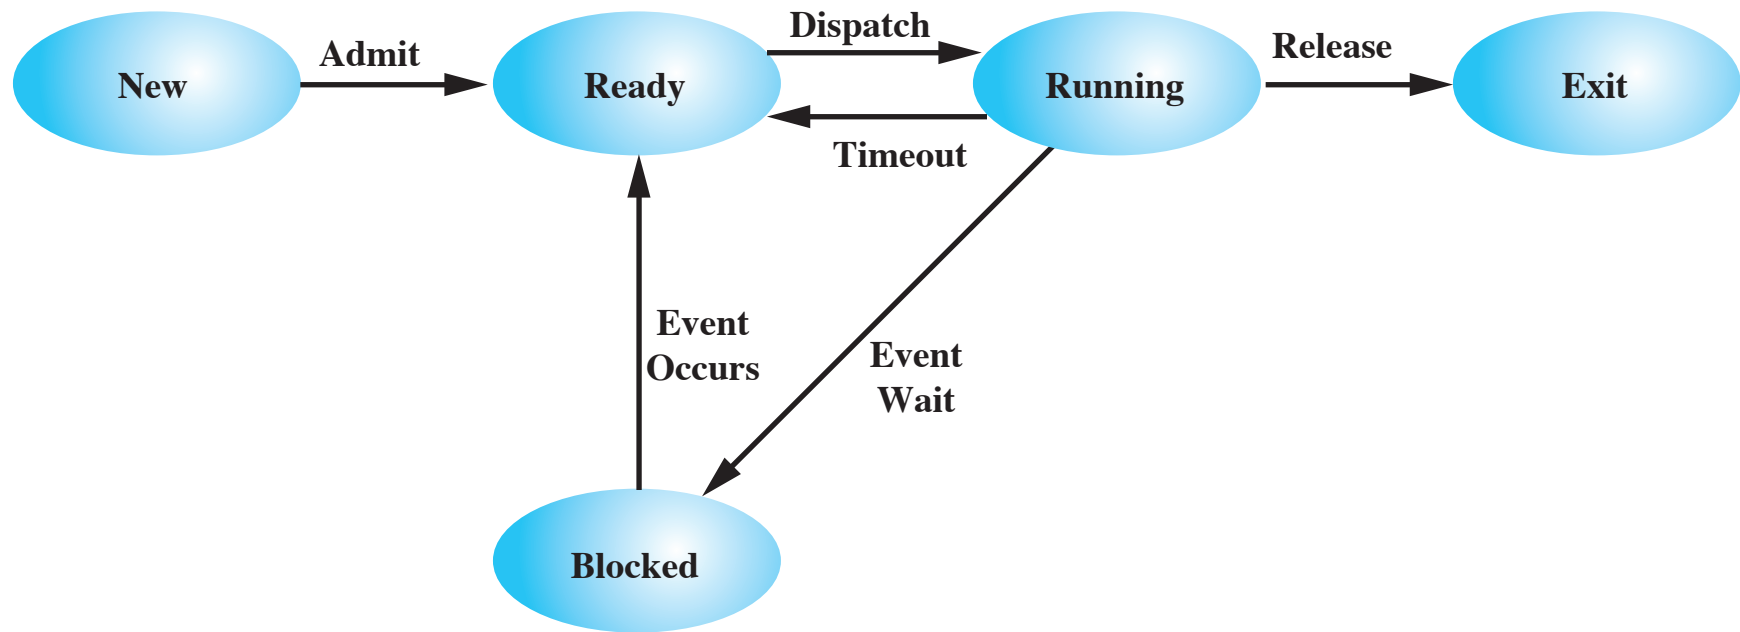 Dispatch
Admit
Release
New
Ready
Running
Exit
Timeout
Event
Occurs
Event
Wait
Blocked